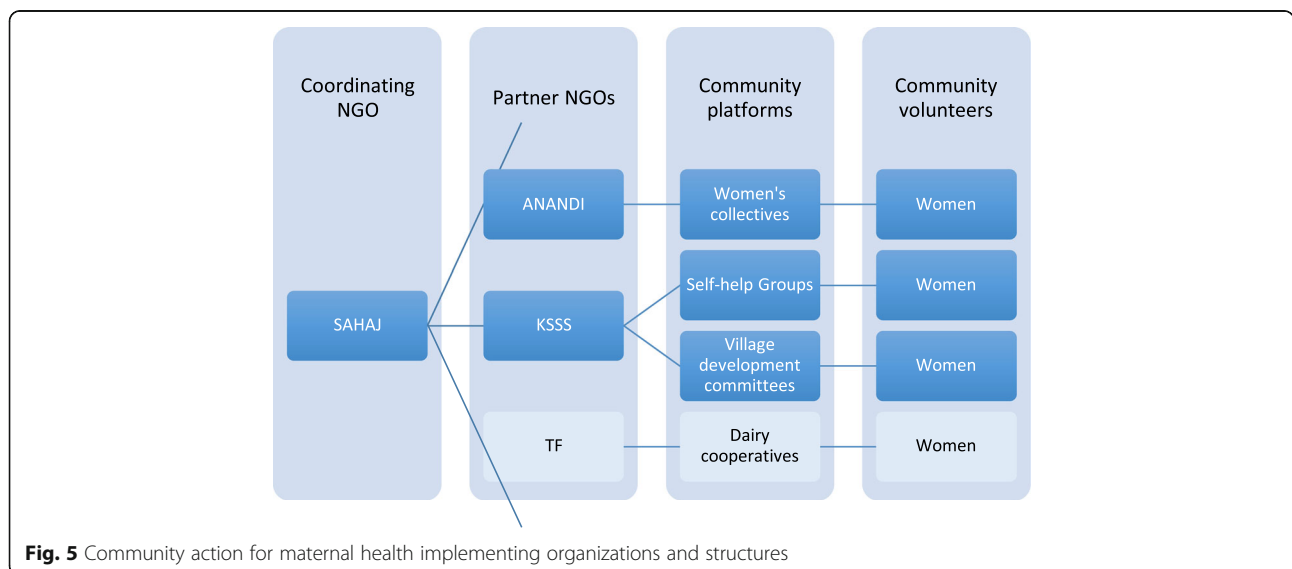 Coordinating
NGO
Partner NGOs
Community
platforms
Community
volunteers
SAHAJ
ANANDI
Women's
collectives
Women
KSSS
Self-help Groups
Women
Village
development
committees
Women
TF
Dairy
cooperatives
Women
Fig. 5 Community action for maternal health implementing organizations and structures